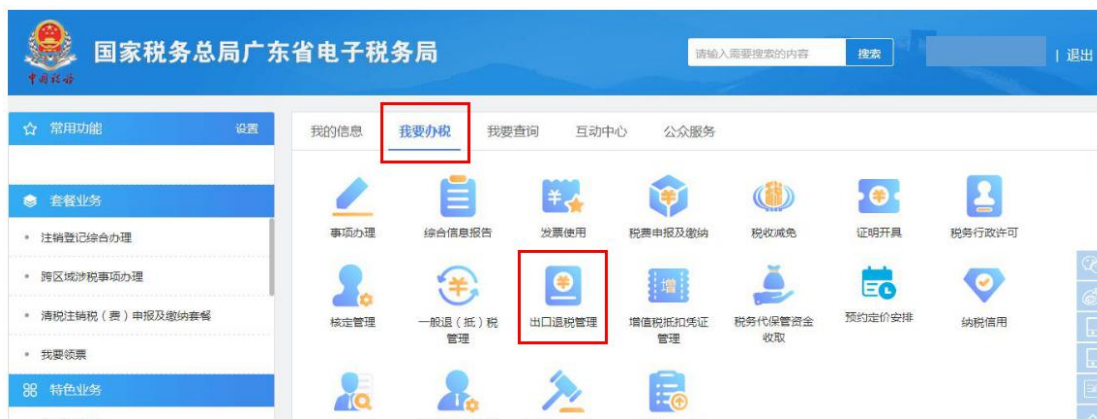 国家税务总局广东省电子税务局
中国税务
请输入需要搜索的内容
搜索
| 退出
常用功能
设置
我的信息
我要办税
我要查询
互动中心
公众服务
套餐业务
注销登记综合办理
跨区域涉税事项办理
清税注销税(费)申报及缴纳套餐
我要领票
特色业务
事项办理
综合信息报告
发票使用
税费申报及缴纳
税收减免
证明开具
税务行政许可
核定管理
一般退(抵)税
管理
出口退税管理
增值税抵扣凭证
管理
税务代保管资金
收取
预约定价安排
纳税信用
增